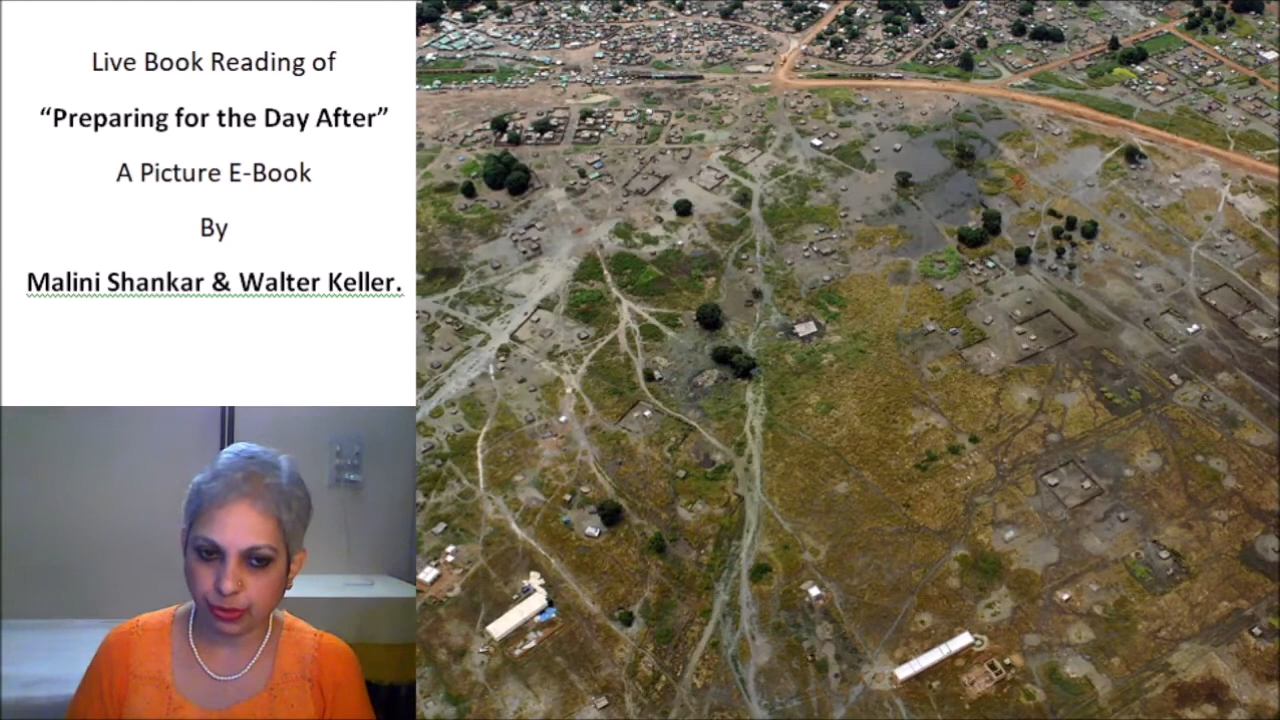 Live Book Reading of
“Preparing for the Day After”
A Picture E-Book
By
Malini Shankar & Walter Keller.